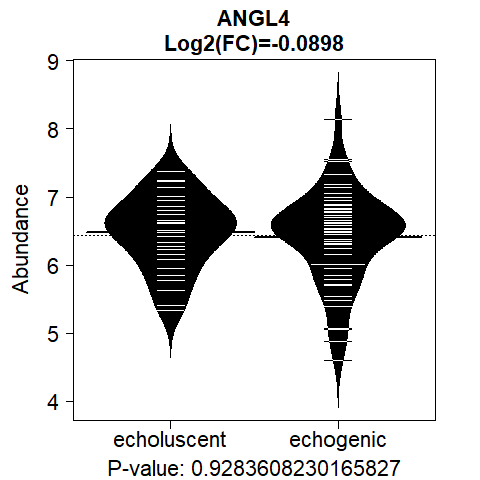 ANGL4
Log2(FC)=-0.0898
9
8
7
6
5
4
Abundance
echoluscent echogenic
P-value: 0.9283608230165827